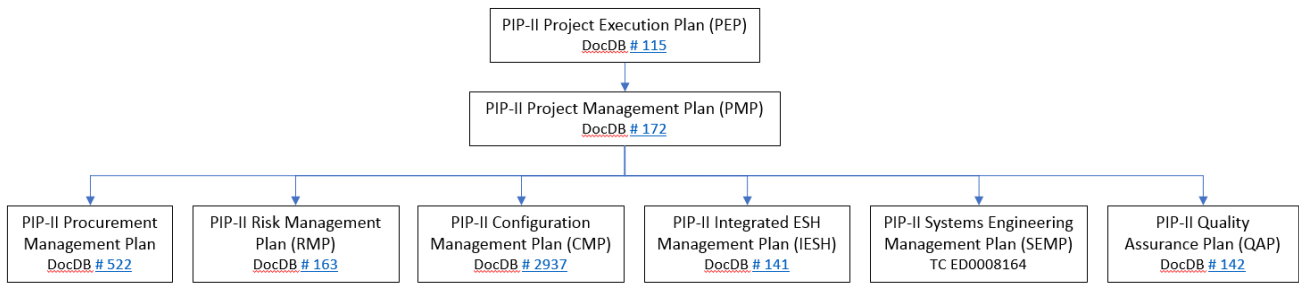 PIP-II Project Execution Plan (PEP)
DocDB # 115
PIP-II Project Management Plan (PMP)
DocDB # 172
PIP-II Procurement
Management Plan
DocDB # 522
PIP-II Risk Management
Plan (RMP)
DocDB # 163
PIP-II Configuration
Management Plan (CMP)
DocDB # 2937
PIP-II Integrated ESH
Management Plan (IESH)
DocDB # 141
PIP-II Systems Engineering
Management Plan (SEMP)
TC ED0008164
PIP-II Quality
Assurance Plan (QAP)
DocDB # 142